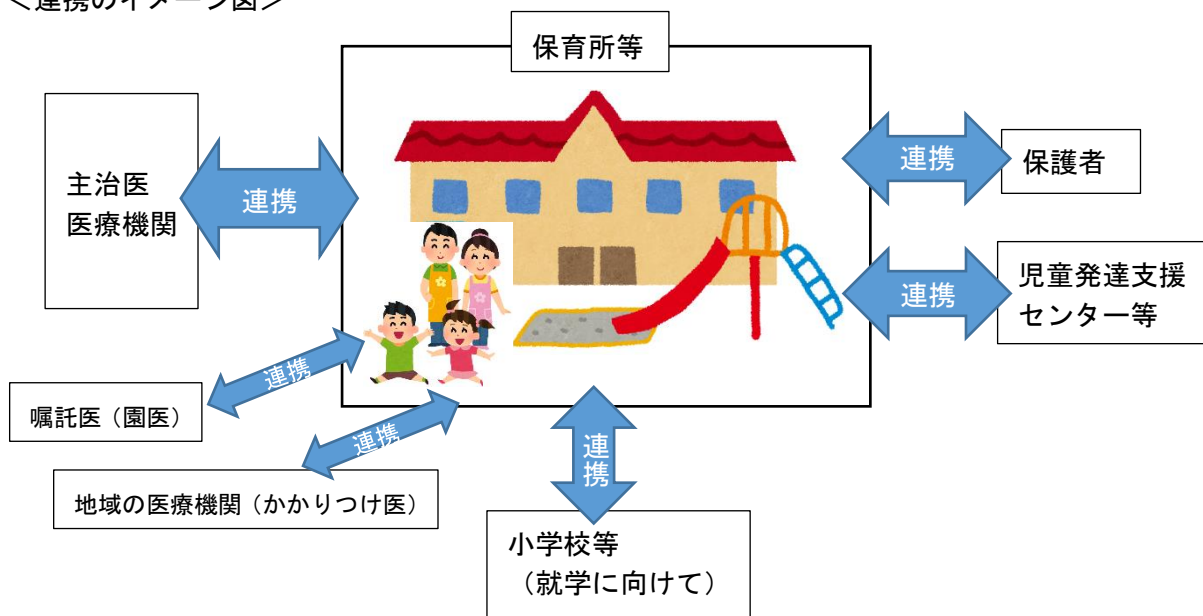 ＜連携のイメージ図＞
保育所等
主治医
医療機関
連携
連携
保護者
連携
児童発達支援
センター等
連携
嘱託医（園医）
連携
地域の医療機関（かかりつけ医）
連携
小学校等
（就学に向けて）